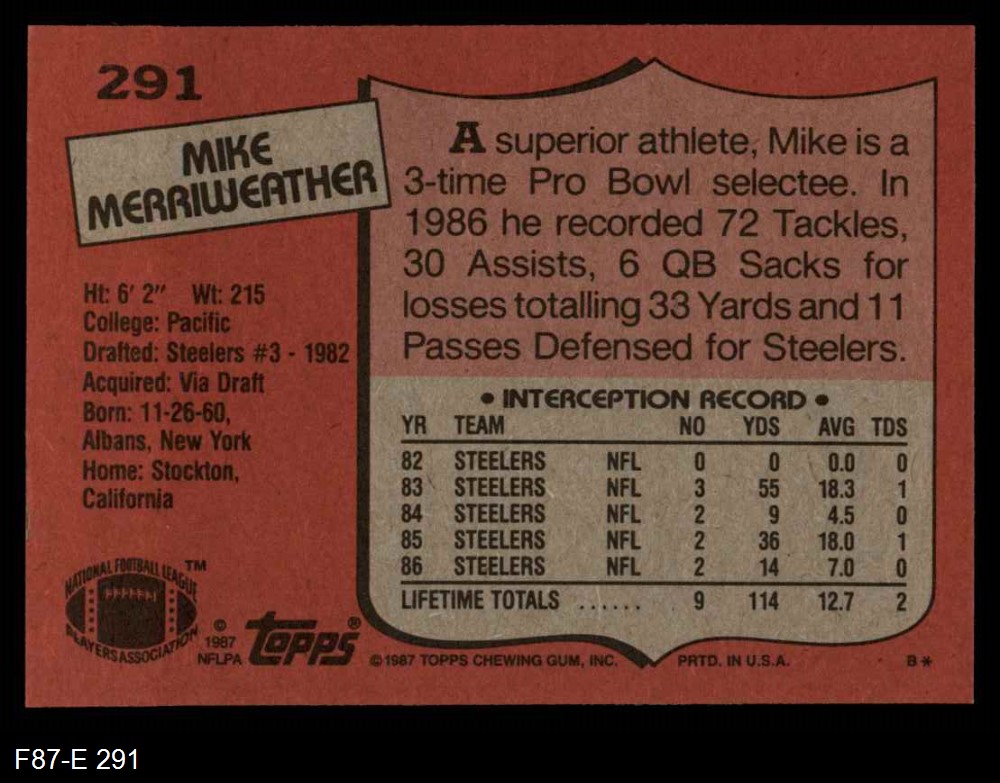 291
MIKE
MERRIWEATHER
Ht: 6' 2" Wt: 215
College: Pacific
Drafted: Steelers #3 - 1982
Acquired: Via Draft
Born: 11-26-60,
Albans, New York
Home: Stockton,
California
A superior athlete, Mike is a
3-time Pro Bowl selectee. In
1986 he recorded 72 Tackles,
30 Assists, 6 QB Sacks for
losses totalling 33 Yards and 11
Passes Defensed for Steelers.
• INTERCEPTION RECORD •
YR TEAM NO YDS AVG TDS
82 STEELERS NFL 0 0 0.0 0
83 STEELERS NFL 3 55 18.3 1
84 STEELERS NFL 2 9 4.5 0
85 STEELERS NFL 2 36 18.0 1
86 STEELERS NFL 2 14 7.0 0
LIFETIME TOTALS ...... 9 114 12.7 2
NATIONAL FOOTBALL LEAGUE ™
PLAYERS ASSOCIATION
© 1987
NFLPA
topps®
© 1987 TOPPS CHEWING GUM, INC. PRTD. IN U.S.A. B*
F87-E 291